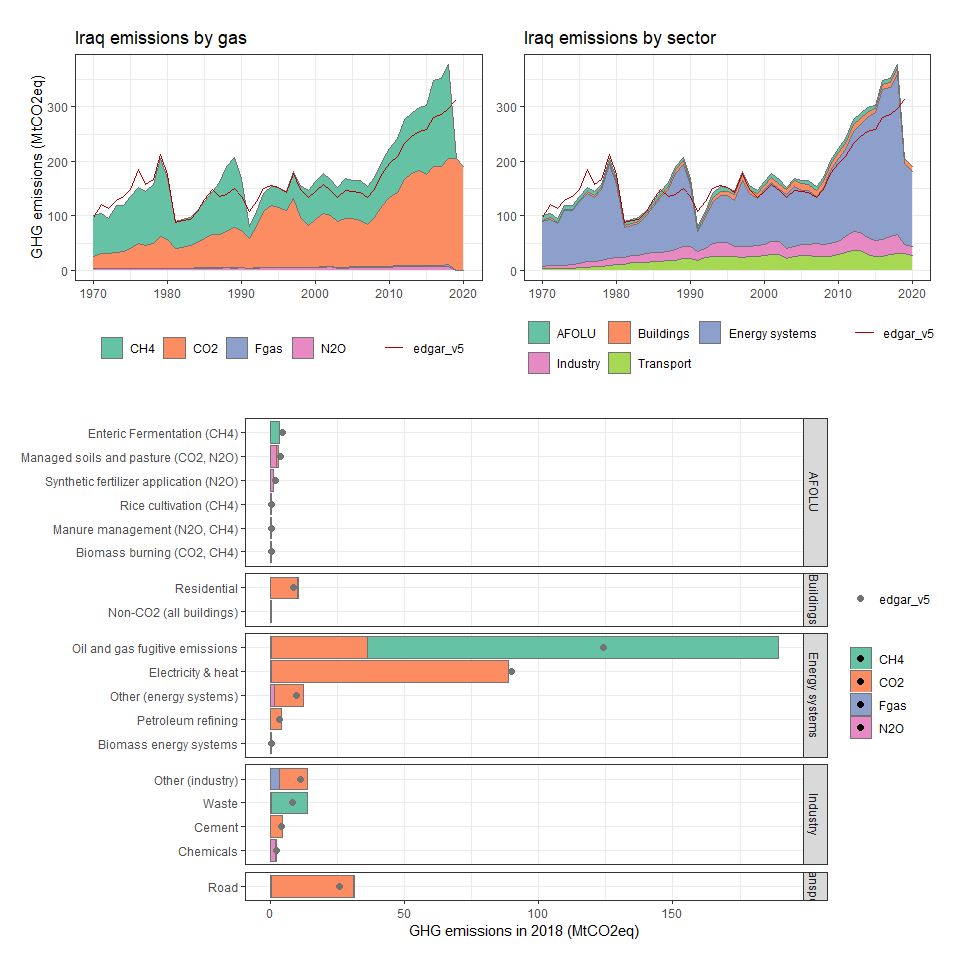 Iraq emissions by gas
Iraq emissions by sector
GHG emissions (MtCO2eq)
300
200
100
0
1970 1980 1990 2000 2010 2020
300
200
100
0
1970 1980 1990 2000 2010 2020
CH4 CO2 Fgas N2O edgar_v5
AFOLU Buildings Energy systems edgar_v5
Industry Transport
Enteric Fermentation (CH4)
Managed soils and pasture (CO2, N2O)
Synthetic fertilizer application (N2O)
Rice cultivation (CH4)
Manure management (N2O, CH4)
Biomass burning (CO2, CH4)
AFOLU
Residential
Non-CO2 (all buildings)
Buildings
Oil and gas fugitive emissions
Electricity & heat
Other (energy systems)
Petroleum refining
Biomass energy systems
Energy systems
Other (industry)
Waste
Cement
Chemicals
Industry
Road
anspo
0 50 100 150
GHG emissions in 2018 (MtCO2eq)
edgar_v5
CH4
CO2
Fgas
N2O